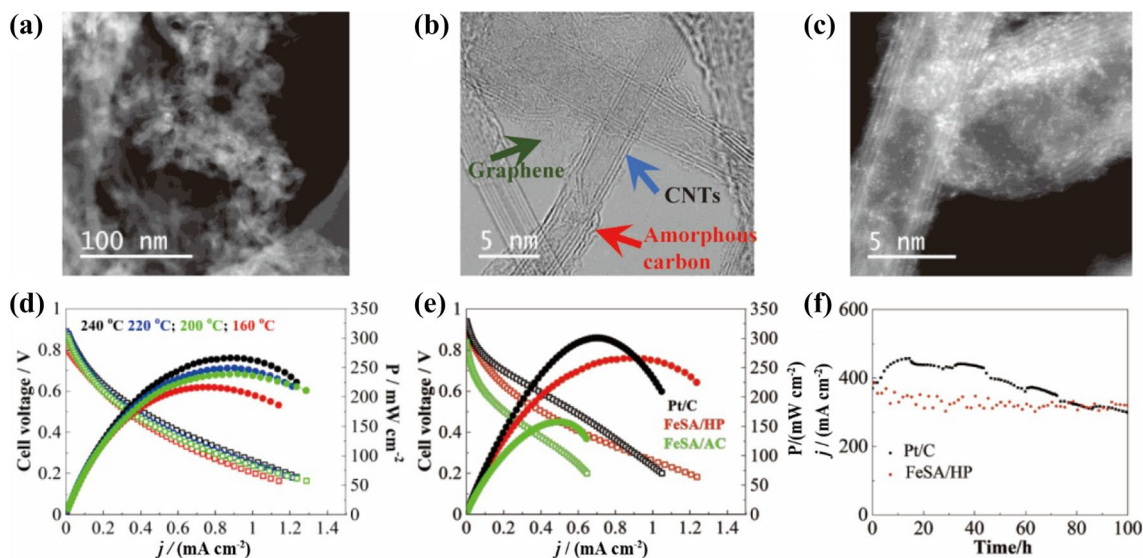 (a)
100 nm
(b)
Graphene
CNTs
5 nm
Amorphous
carbon
(c)
5 nm
(d)
240 °C 220 °C; 200 °C; 160 °C
Cell voltage / V
1
0.8
0.6
0.4
0.2
0
350
300
250
200
150
100
50
0
P / mW cm-2
0 0.2 0.4 0.6 0.8 1 1.2 1.4
j / (mA cm-2)
(e)
Cell voltage / V
1
0.8
0.6
0.4
0.2
0
Pt/C
FeSA/HP
FeSA/AC
350
300
250
200
150
100
50
0
P/(mW cm-2)
0 0.2 0.4 0.6 0.8 1 1.2 1.4
j / (mA cm-2)
(f)
j / (mA cm-2)
600
400
200
0
Pt/C
FeSA/HP
0 20 40 60 80 100
Time/h